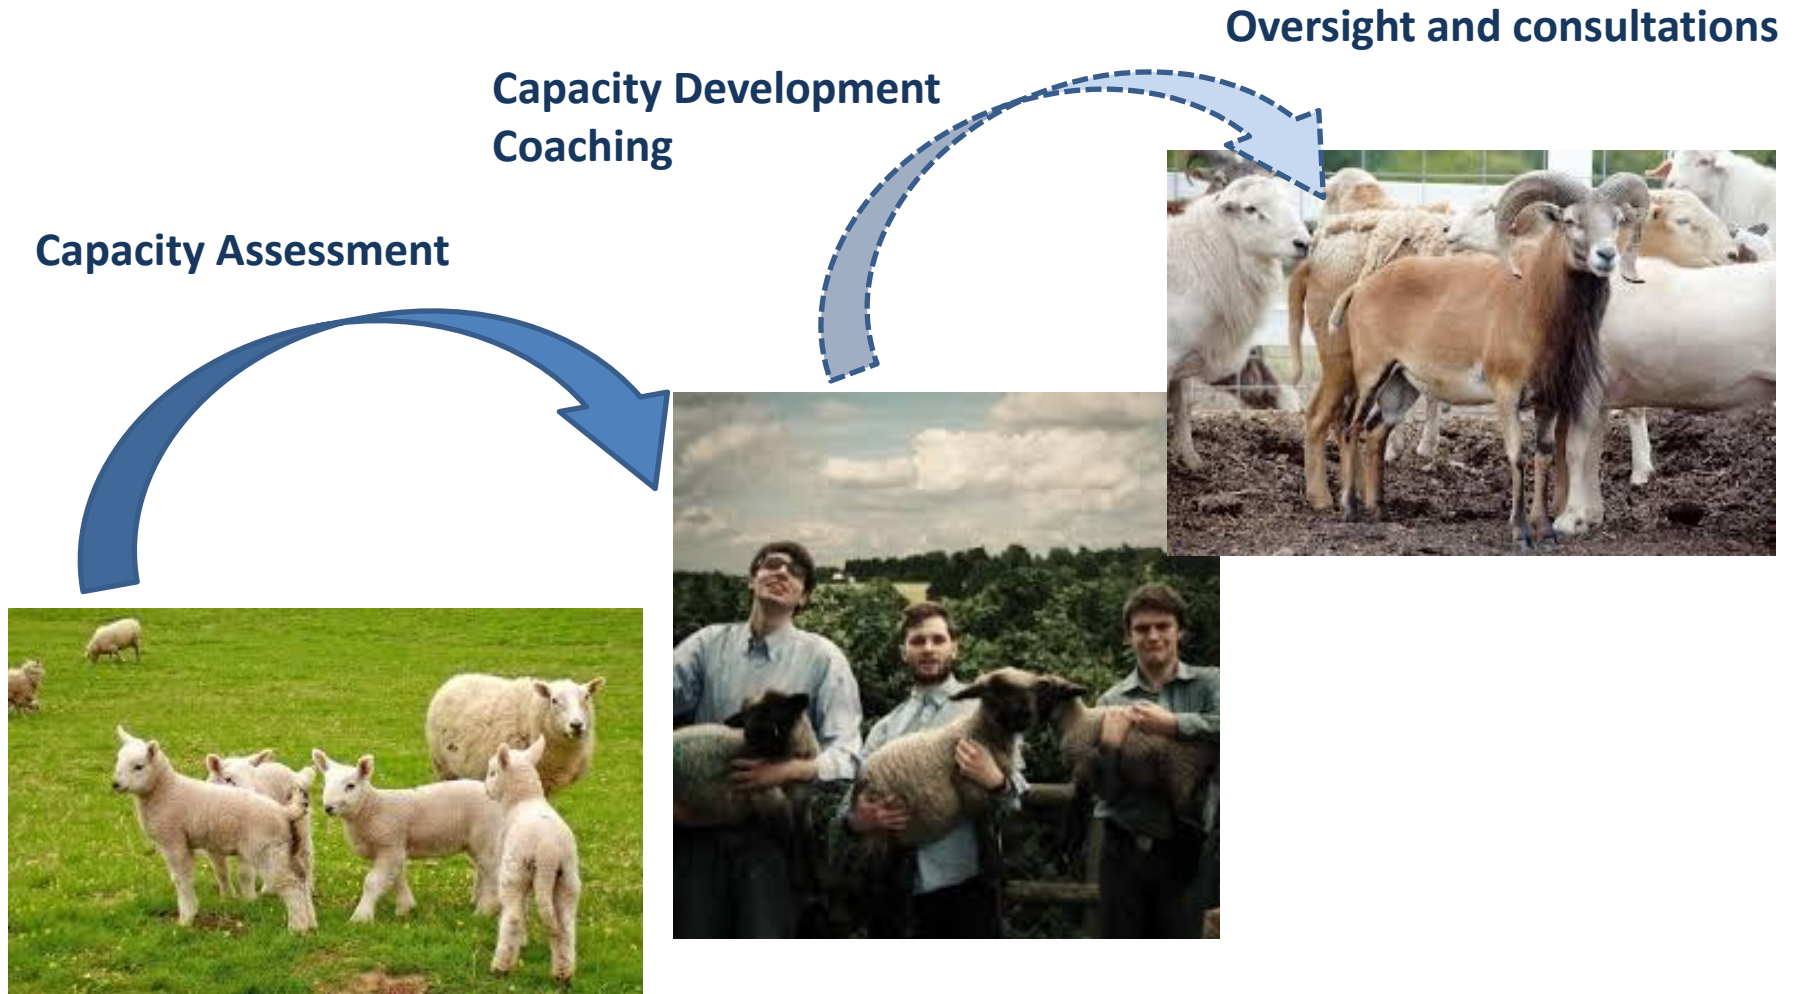 Oversight and consultations
Capacity Development
Coaching
Capacity Assessment